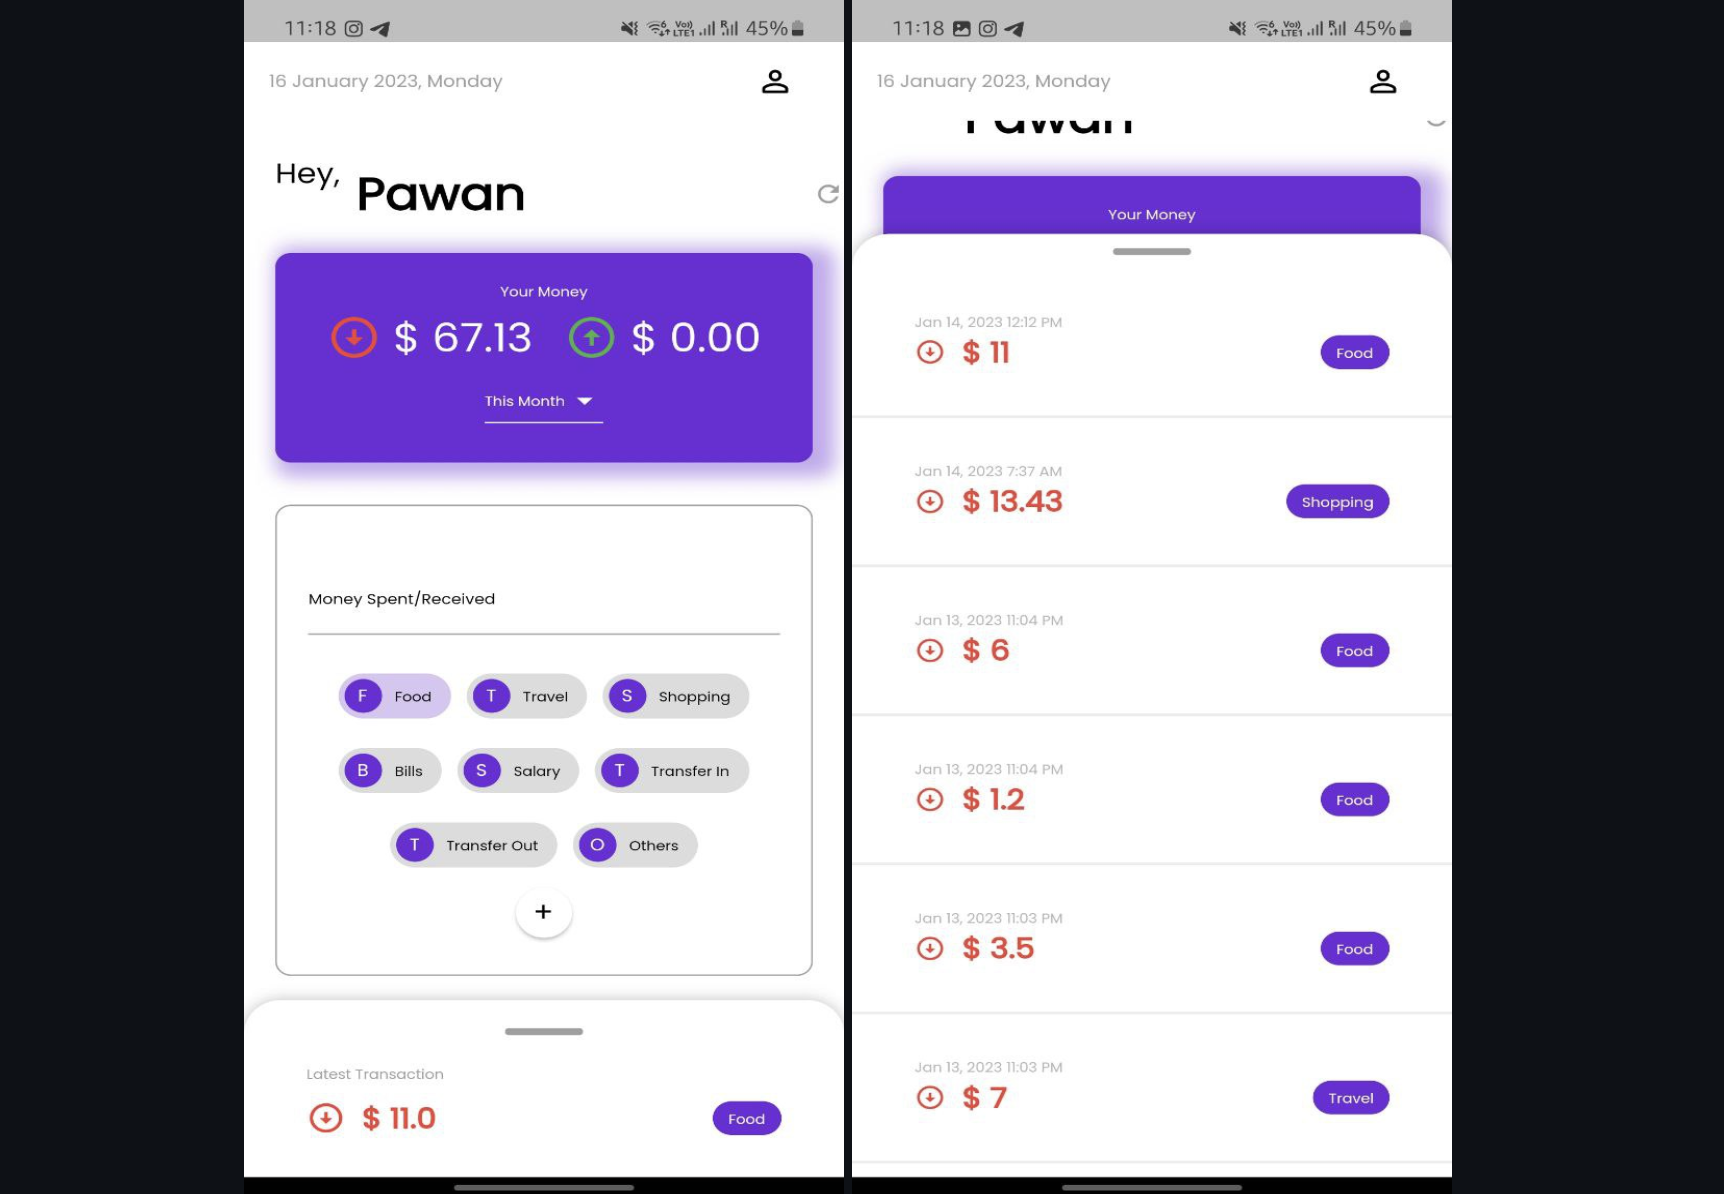 11:18
Vo)) LTE1 R 45%
16 January 2023, Monday
Hey, Pawan
Your Money
$ 67.13 $ 0.00
This Month
Money Spent/Received
F Food T Travel S Shopping
B Bills S Salary T Transfer In
T Transfer Out O Others
+
Latest Transaction
$ 11.0 Food
11:18
Vo)) LTE1 R 45%
16 January 2023, Monday
Pawan
Your Money
Jan 14, 2023 12:12 PM
$ 11 Food
Jan 14, 2023 7:37 AM
$ 13.43 Shopping
Jan 13, 2023 11:04 PM
$ 6 Food
Jan 13, 2023 11:04 PM
$ 1.2 Food
Jan 13, 2023 11:03 PM
$ 3.5 Food
Jan 13, 2023 11:03 PM
$ 7 Travel